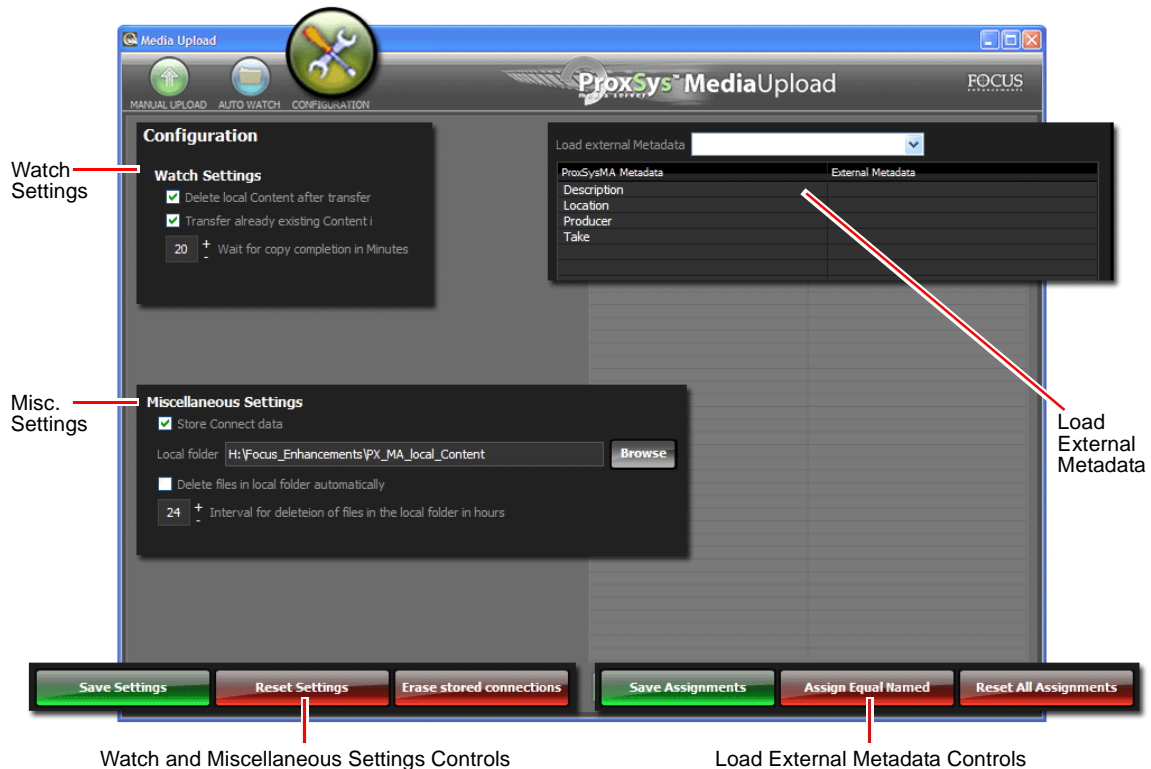 Media Upload
MANUAL UPLOAD
AUTO WATCH
CONFIGURATION
ProxSys™ MediaUpload
media server
FOCUS
ENHANCEMENTS
Configuration
Watch Settings
Delete local Content after transfer
Transfer already existing Content i
20 + - Wait for copy completion in Minutes
Watch
Settings
Load external Metadata
ProxSysMA Metadata
External Metadata
Description
Location
Producer
Take
Misc.
Settings
Miscellaneous Settings
Store Connect data
Local folder H:\Focus_Enhancements\PX_MA_local_Content Browse
Delete files in local folder automatically
24 + - Interval for deleteion of files in the local folder in hours
Load
External
Metadata
Save Settings
Reset Settings
Erase stored connections
Save Assignments
Assign Equal Named
Reset All Assignments
Watch and Miscellaneous Settings Controls
Load External Metadata Controls